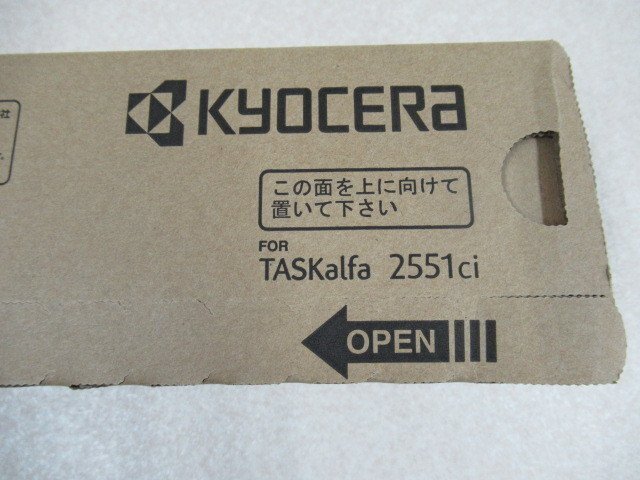 社
KYOCERa
この面を上に向けて
置いて下さい
FOR
TASKalfa 2551ci
OPEN